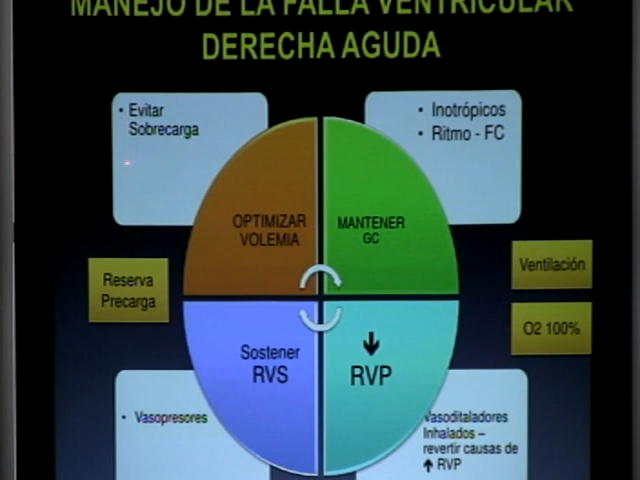 MANEJO DE LA FALLA VENTRICULAR
DERECHA AGUDA
• Evitar
Sobrecarga
• Inotrópicos
• Ritmo - FC
OPTIMIZAR
VOLEMIA
MANTENER
GC
Reserva
Precarga
Ventilación
O2 100%
Sostener
RVS
RVP
• Vasopresores
Vasoditaladores
Inhalados –
revertir causas de
RVP